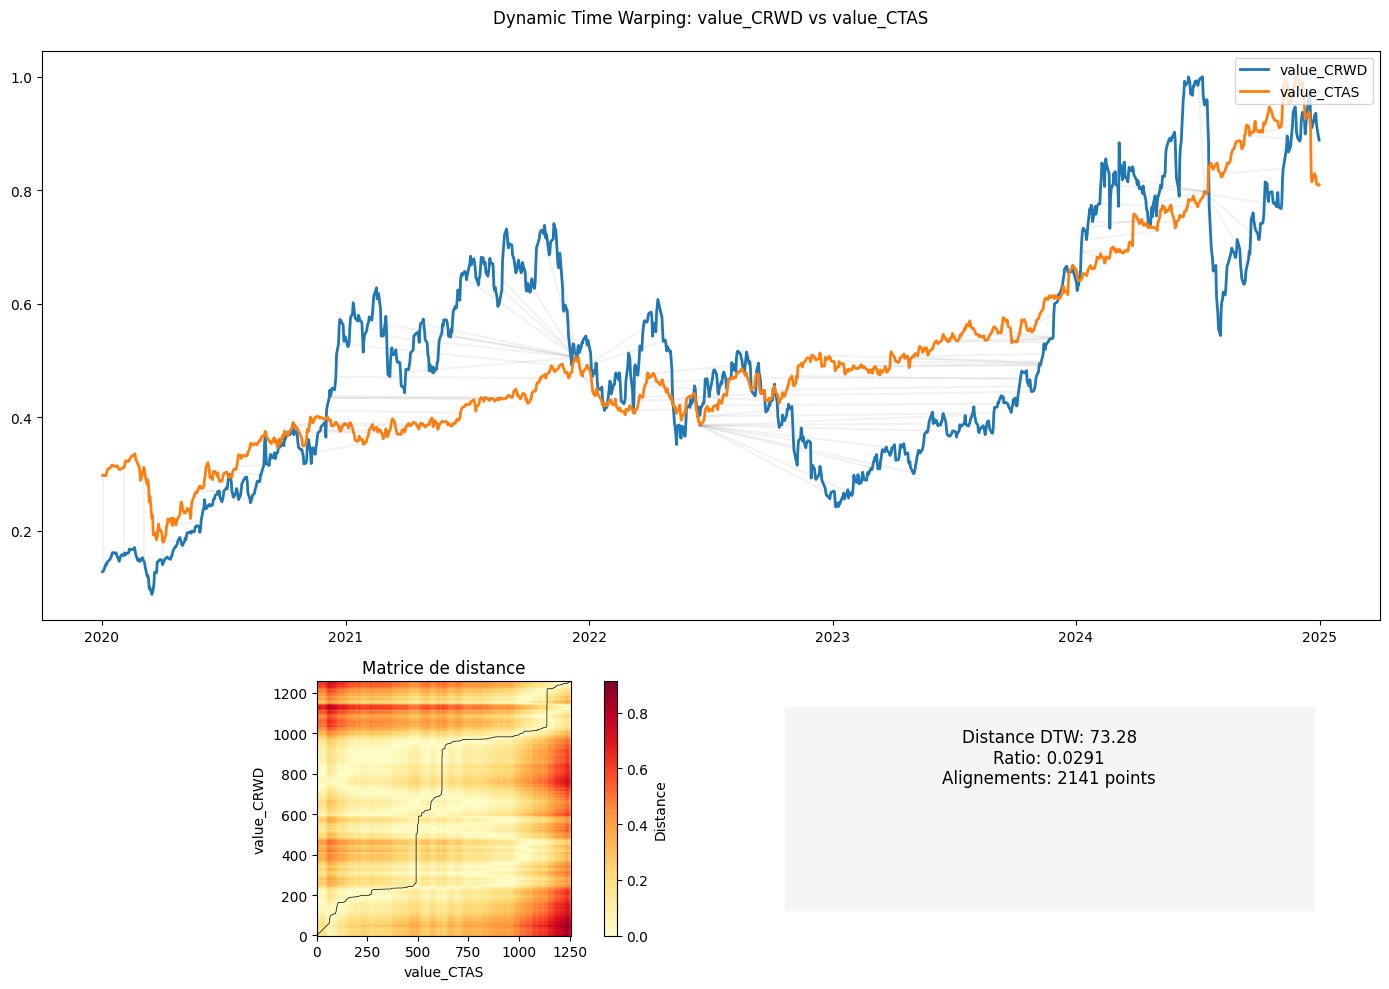 Dynamic Time Warping: value_CRWD vs value_CTAS
1.0
0.8
0.6
0.4
0.2
value_CRWD
value_CTAS
2020 2021 2022 2023 2024 2025
Matrice de distance
1200
1000
800
600
400
200
0
value_CRWD
0 250 500 750 1000 1250
value_CTAS
0.8
0.6
0.4
0.2
0.0
Distance
Distance DTW: 73.28
Ratio: 0.0291
Alignements: 2141 points